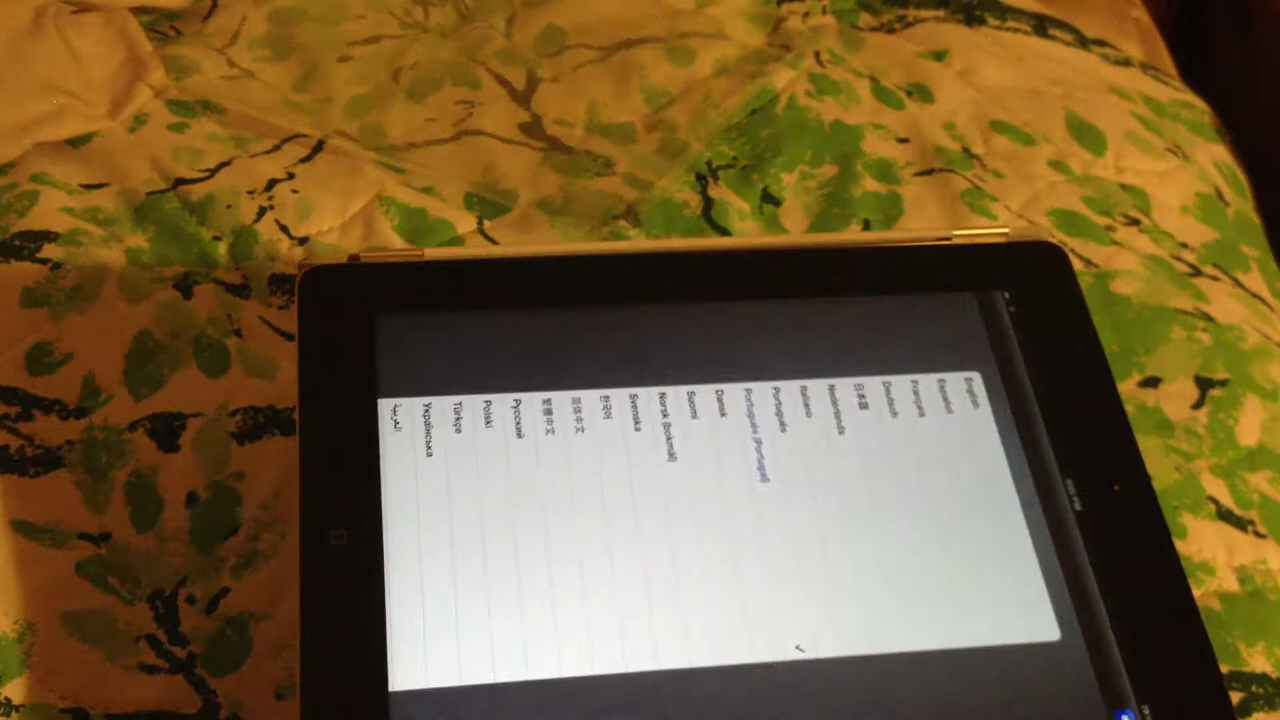 English
Español
Français
Deutsch
日本語
Nederlands
Italiano
Português
Português (Portugal)
Dansk
Suomi
Norsk (bokmål)
Svenska
한국어
简体中文
繁體中文
Русский
Polski
Türkçe
Українська
العربية